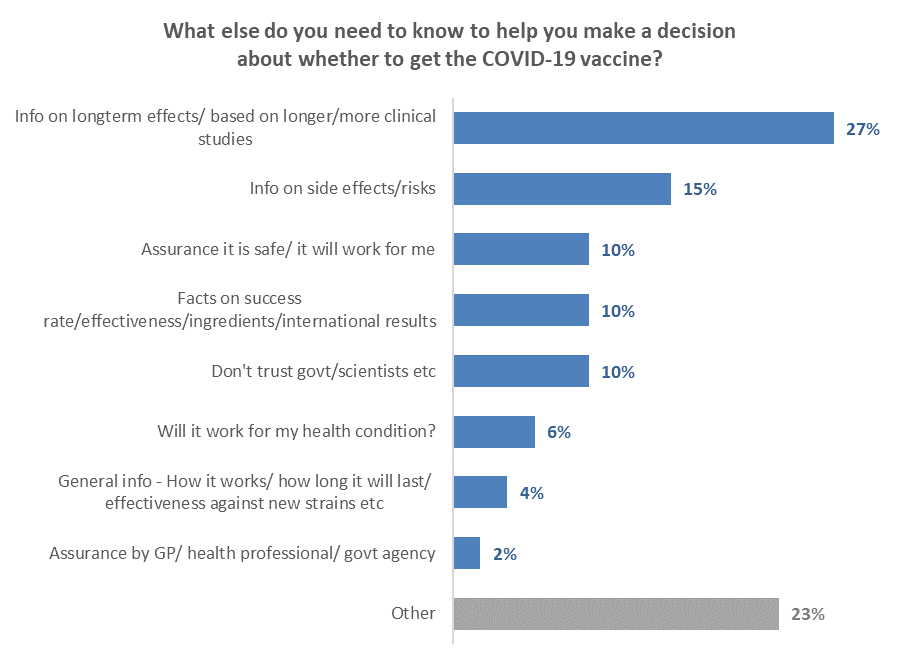 What else do you need to know to help you make a decision
about whether to get the COVID-19 vaccine?
Info on longterm effects/ based on longer/more clinical
studies
27%
Info on side effects/risks
15%
Assurance it is safe/ it will work for me
10%
Facts on success
rate/effectiveness/ingredients/international results
10%
Don't trust govt/scientists etc
10%
Will it work for my health condition?
6%
General info - How it works/ how long it will last/
effectiveness against new strains etc
4%
Assurance by GP/ health professional/ govt agency
2%
Other
23%